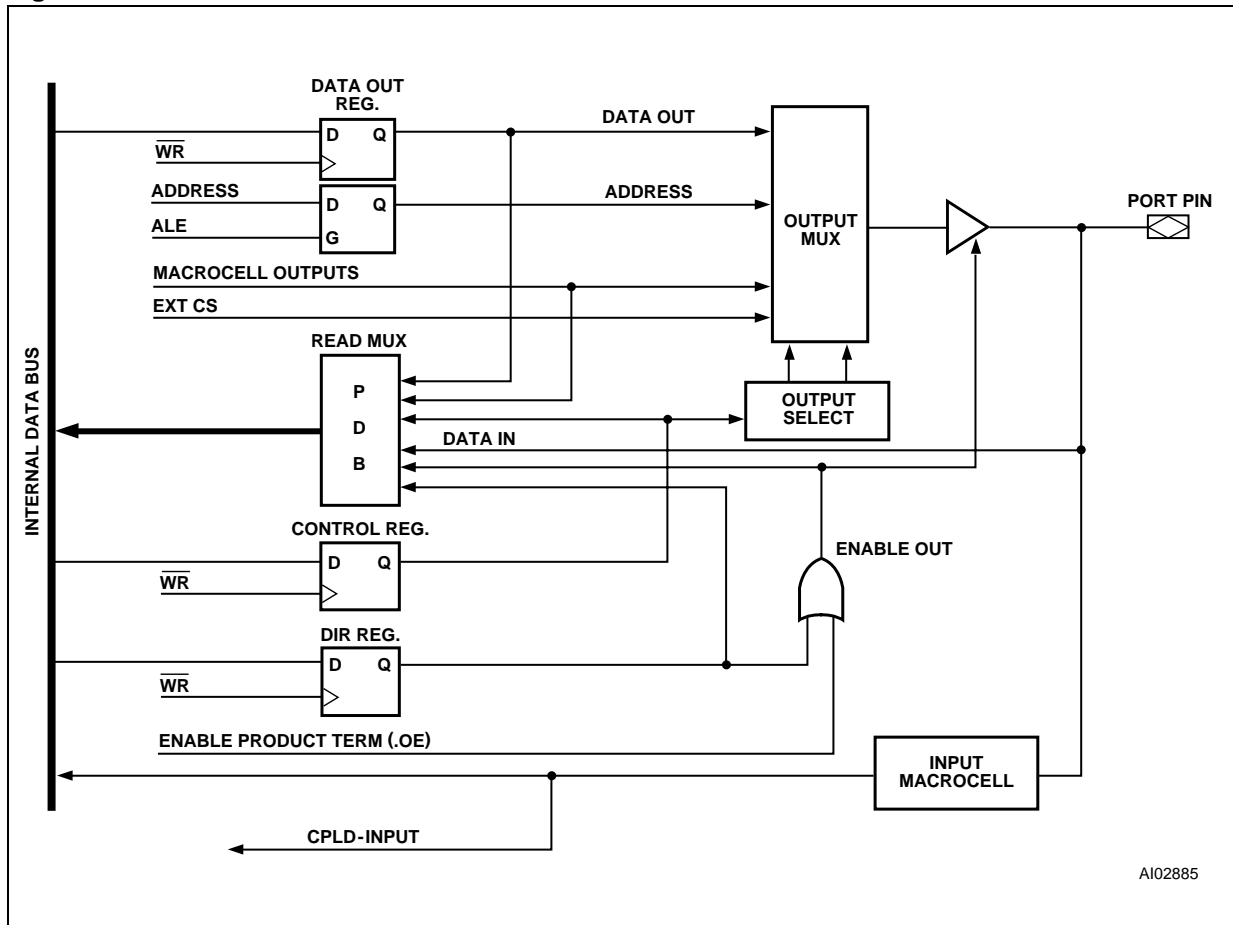 DATA OUT
REG.
D Q
WR
DATA OUT
ADDRESS
D Q
ALE
G
ADDRESS
OUTPUT
MUX
PORT PIN
MACROCELL OUTPUTS
EXT CS
READ MUX
P
D
B
OUTPUT
SELECT
DATA IN
INTERNAL DATA BUS
CONTROL REG.
D Q
WR
ENABLE OUT
DIR REG.
D Q
WR
ENABLE PRODUCT TERM (.OE)
INPUT
MACROCELL
CPLD-INPUT
AI02885